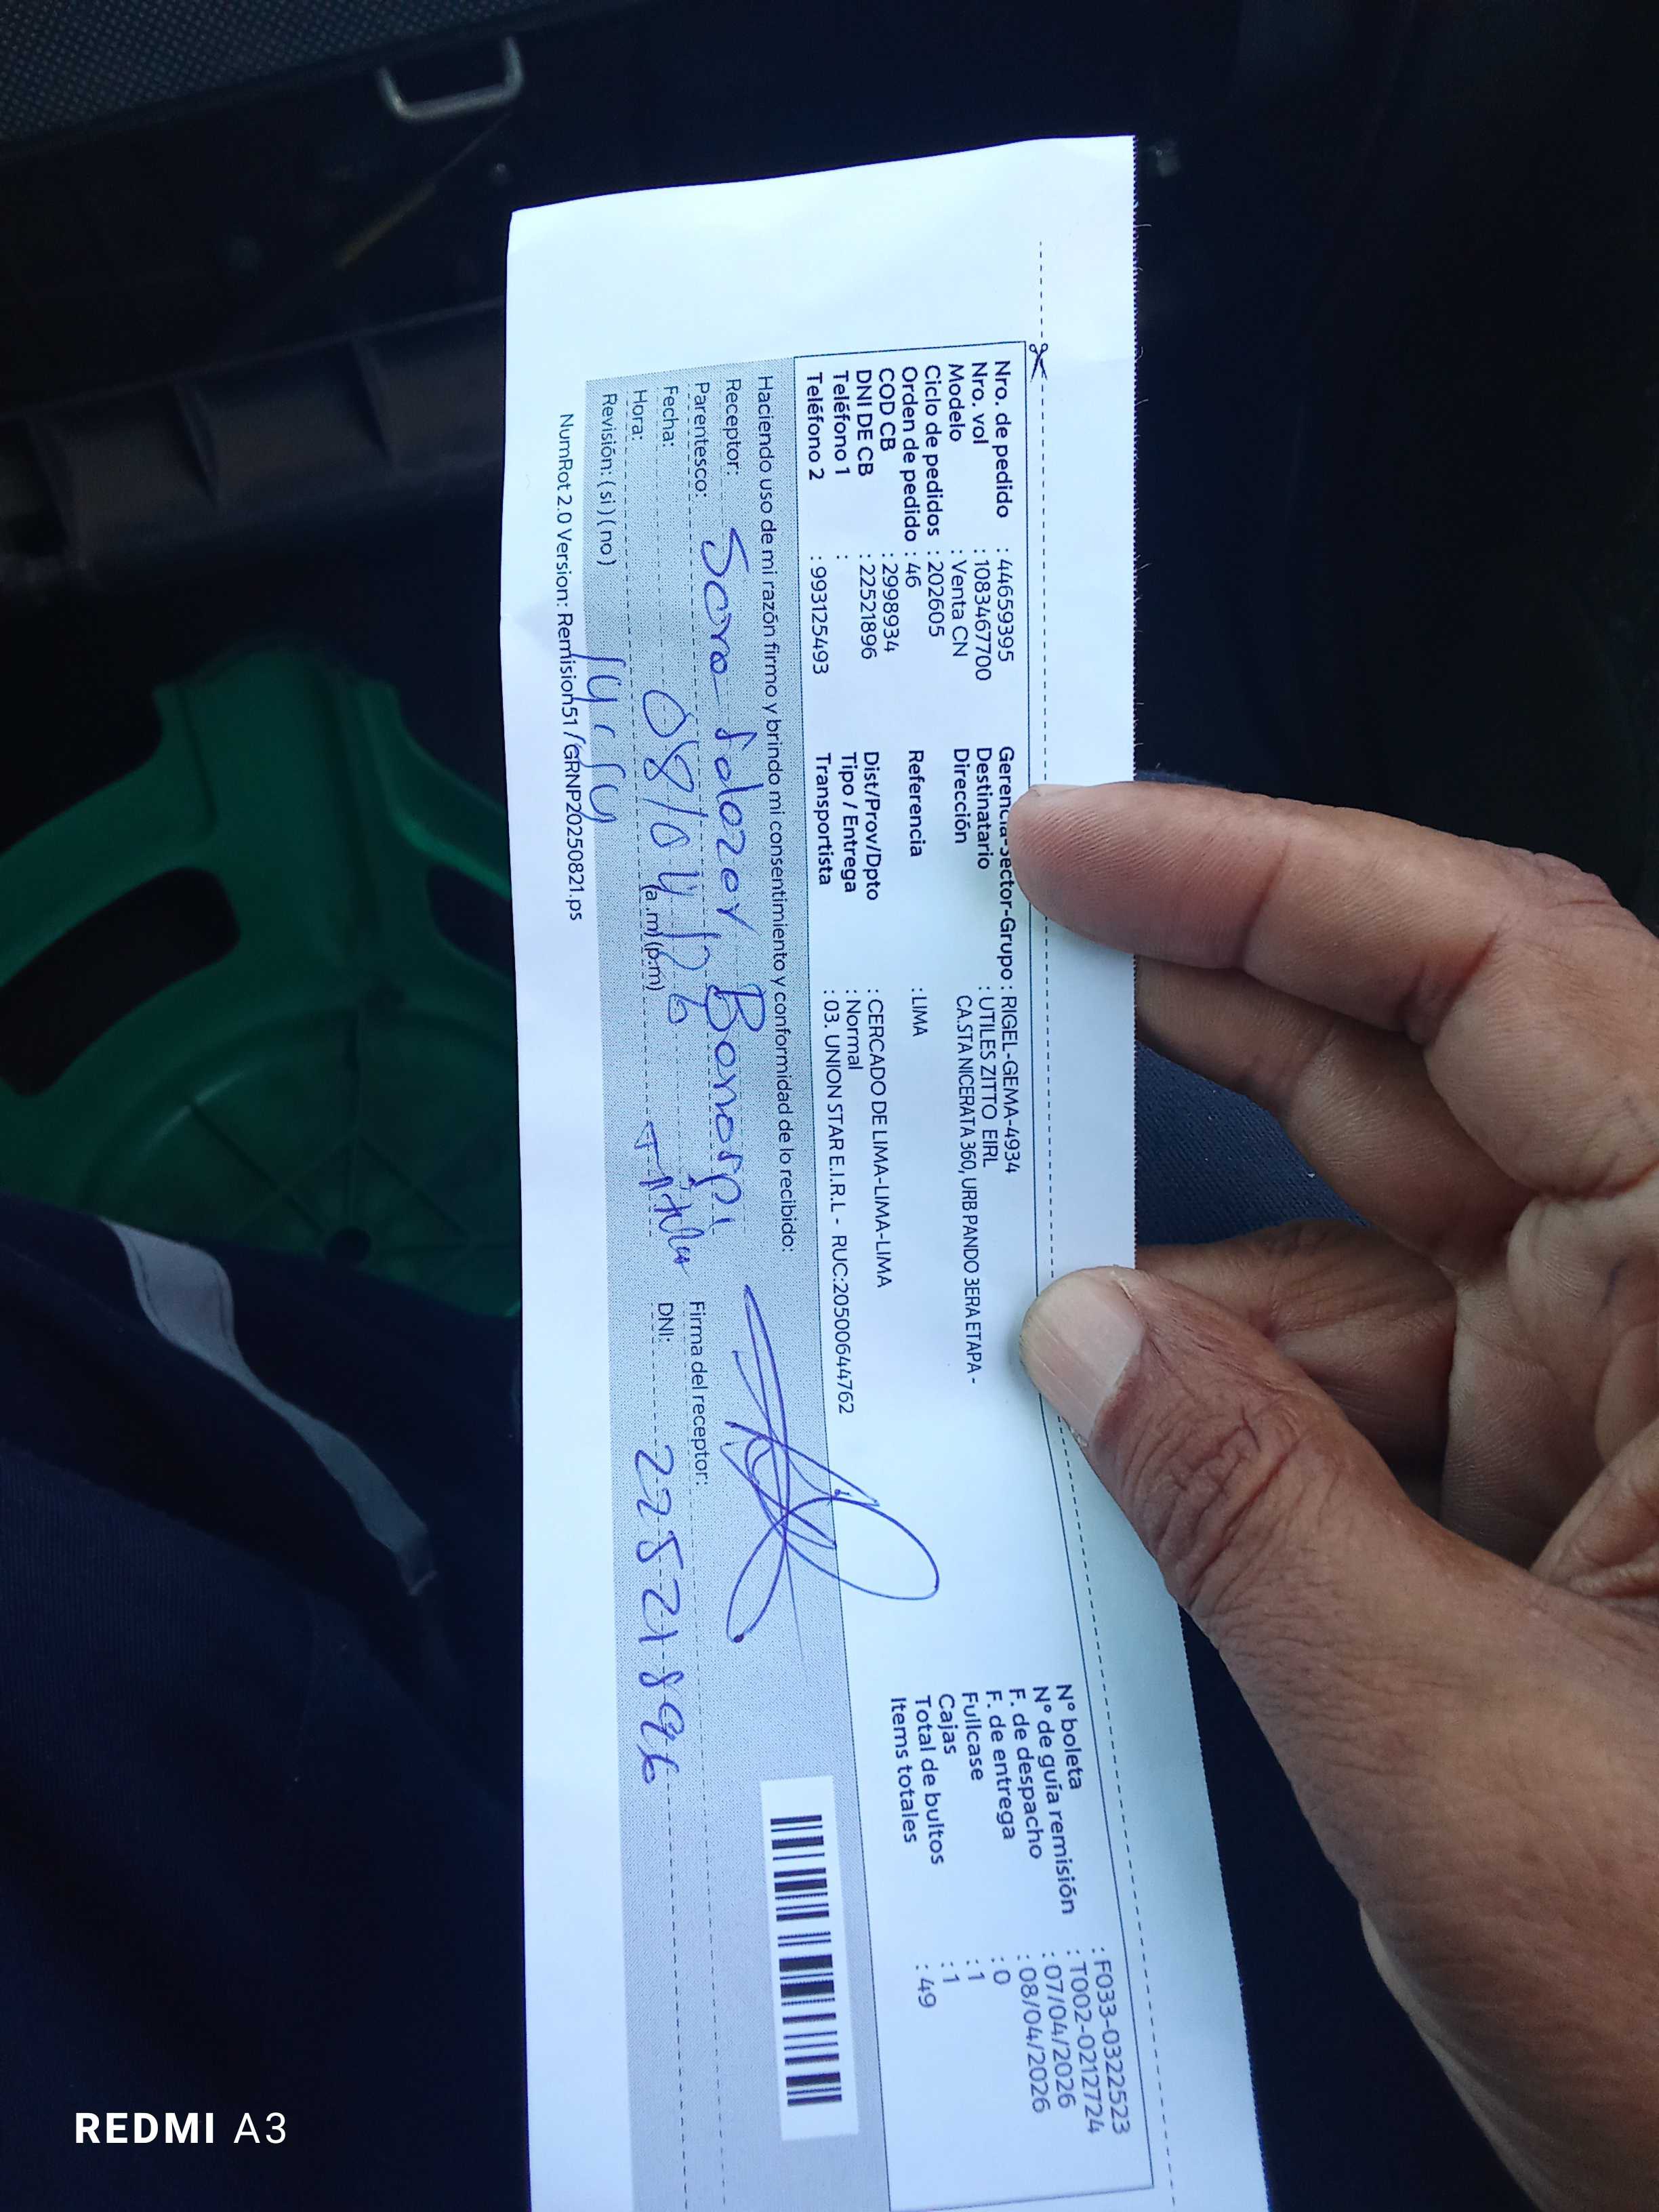 Nro. de pedido : 44659395
Nro. vol : 1083467700
Modelo : Venta CN
Ciclo de pedidos : 202605
Orden de pedido : 46
COD CB : 2998934
DNI DE CB : 22521896
Teléfono 1 :
Teléfono 2 : 993125493
Gerencia-Sector-Grupo : RIGEL-GEMA-4934
Destinatario : UTILES ZITTO EIRL
Dirección CA.STA NICERATA 360, URB PANDO 3ERA ETAPA -
Referencia : LIMA
Dist/Prov/Dpto : CERCADO DE LIMA-LIMA-LIMA
Tipo / Entrega : Normal
Transportista : 03. UNION STAR E.I.R.L - RUC:20500644762
N° boleta : F033-0322523
N° de guía remisión : T002-0212724
F. de despacho : 07/04/2026
F. de entrega : 08/04/2026
Fullcase : 0
Cajas : 1
Total de bultos : 1
Items totales : 49
Haciendo uso de mi razón firmo y brindo mi consentimiento y conformidad de lo recibido:
Receptor: Sara Salazar
Parentesco:
Firma del receptor:
Fecha: 08/04/26
DNI: 22521896
Hora: (a.m) (p.m)
Revisión: ( si ) ( no )
NumRot 2.0 Version: Remision51 /GRNP20250821.ps
REDMI A3